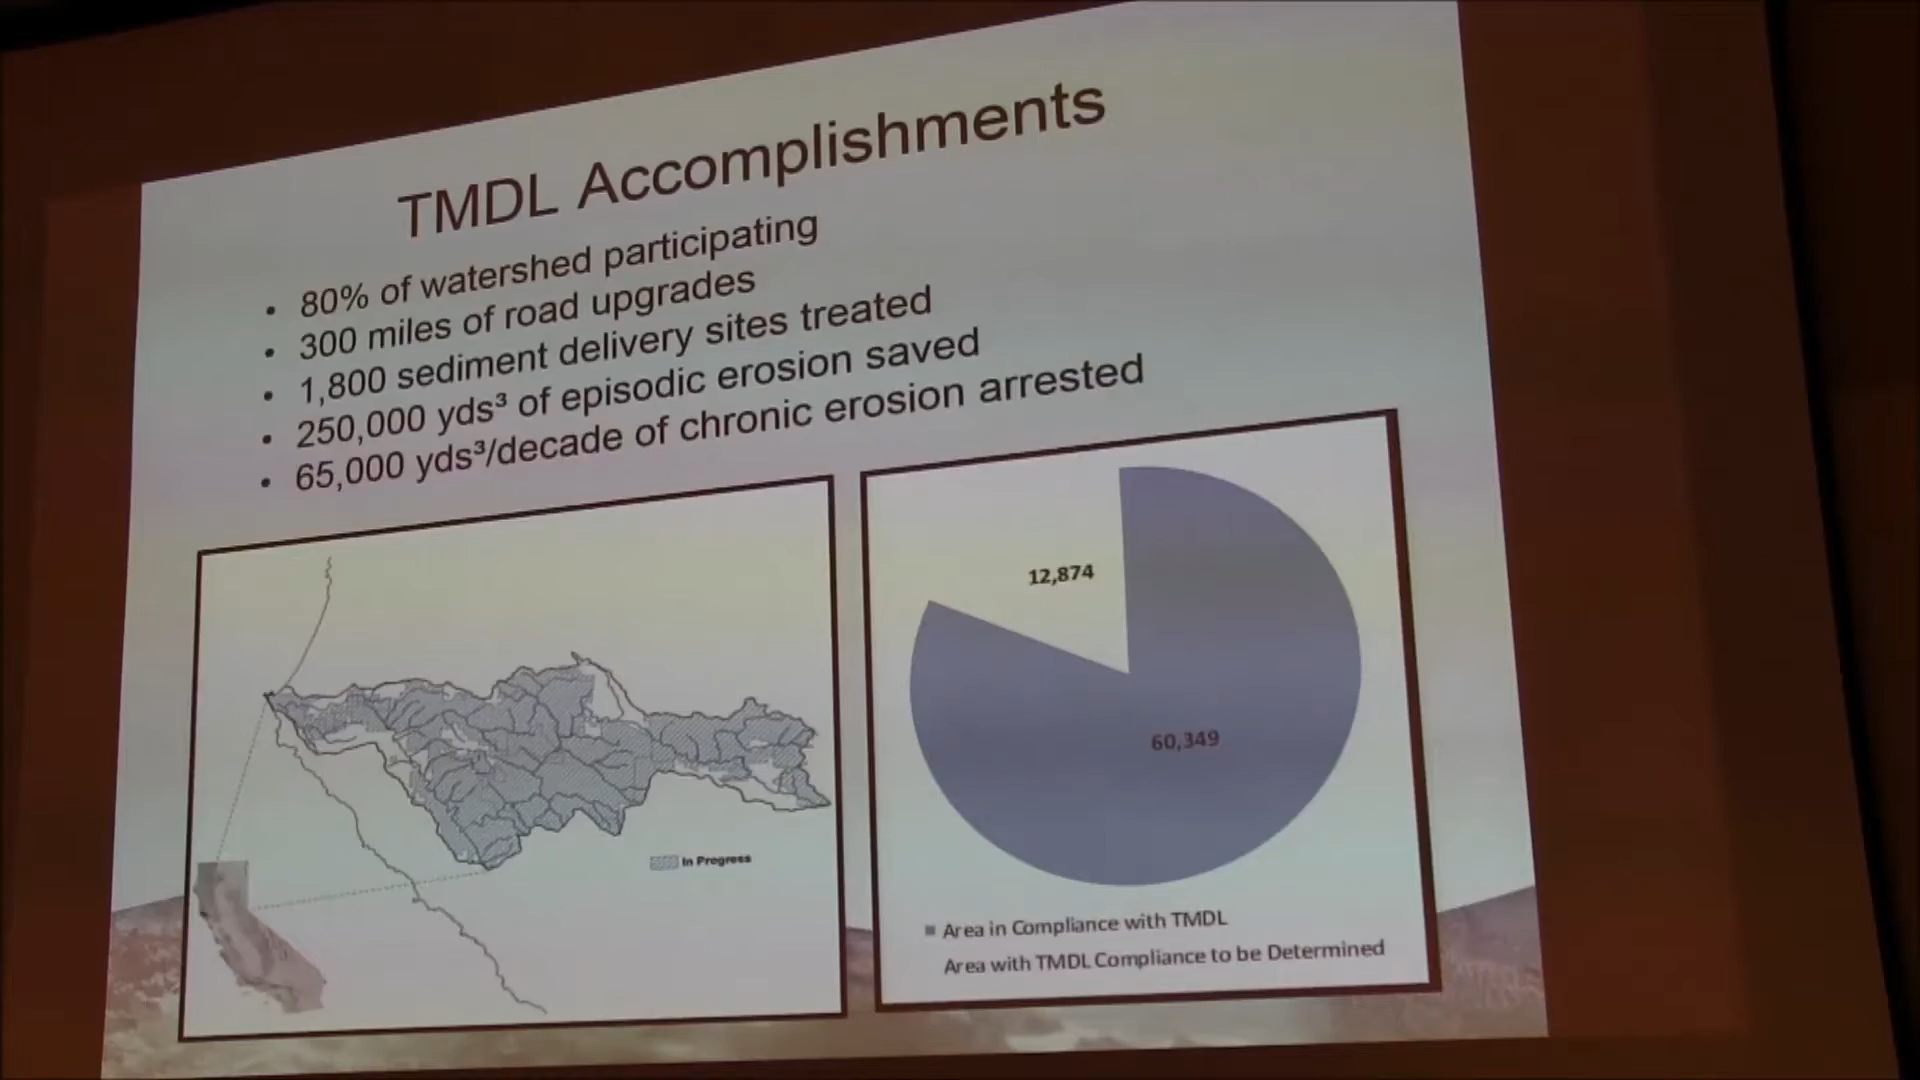 TMDL Accomplishments
• 80% of watershed participating
• 300 miles of road upgrades
• 1,800 sediment delivery sites treated
• 250,000 yds³ of episodic erosion saved
• 65,000 yds³/decade of chronic erosion arrested
In Progress
12,874
60,349
Area in Compliance with TMDL
Area with TMDL Compliance to be Determined